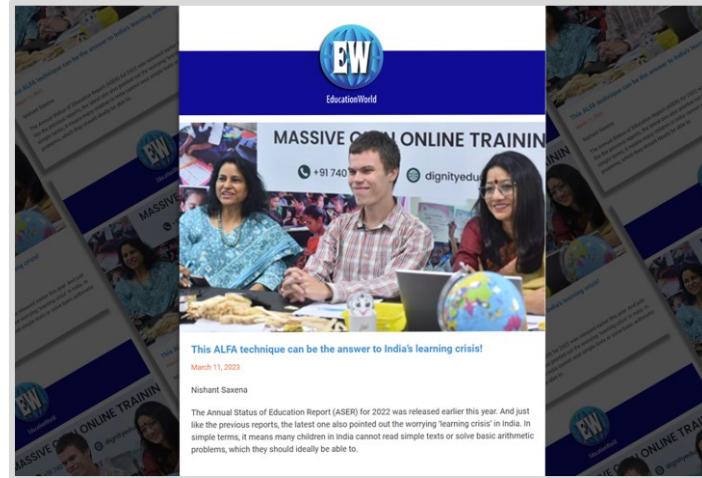 EW
EducationWorld
MASSIVE OPEN ONLINE TRAININ
+91 740
dignityedu
This ALFA technique can be the answer to India's learning crisis!
March 11, 2023
Nishant Saxena
The Annual Status of Education Report (ASER) for 2022 was released earlier this year. And just
like the previous reports, the latest one also pointed out the worrying 'learning crisis' in India. In
simple terms, it means many children in India cannot read simple texts or solve basic arithmetic
problems, which they should ideally be able to.